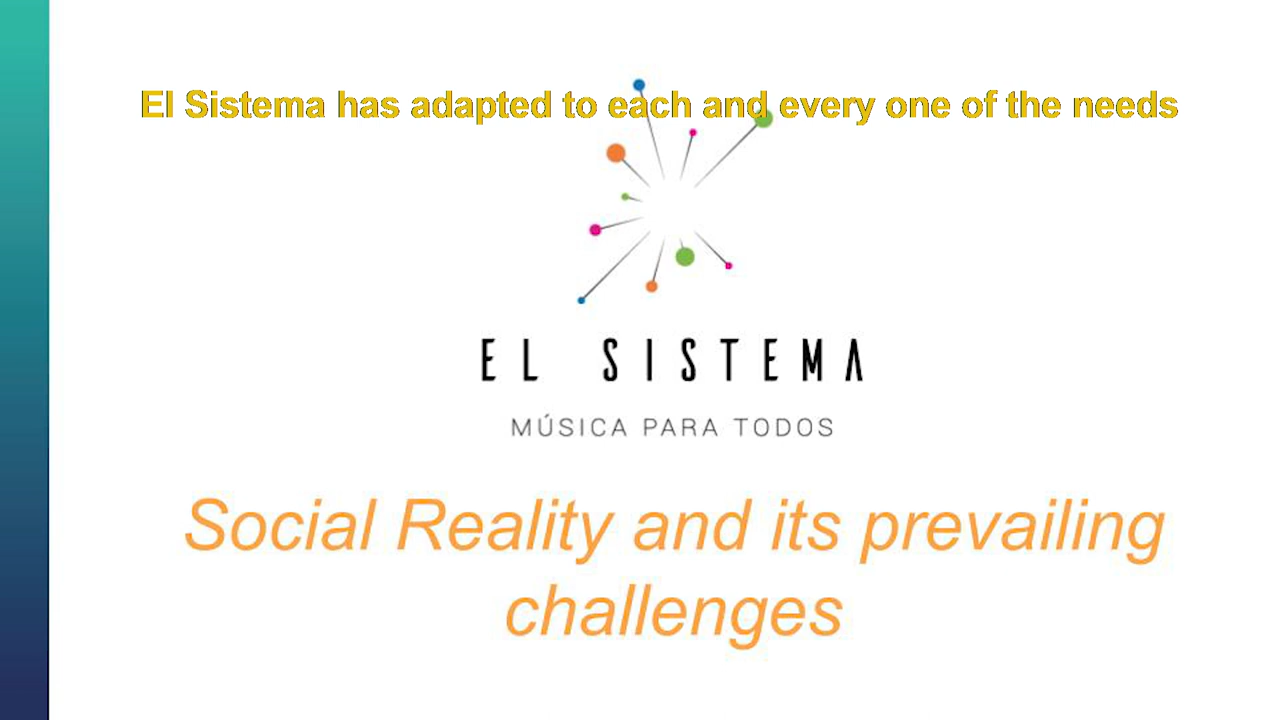 El Sistema has adapted to each and every one of the needs
EL SISTEMA
MÚSICA PARA TODOS
Social Reality and its prevailing
challenges